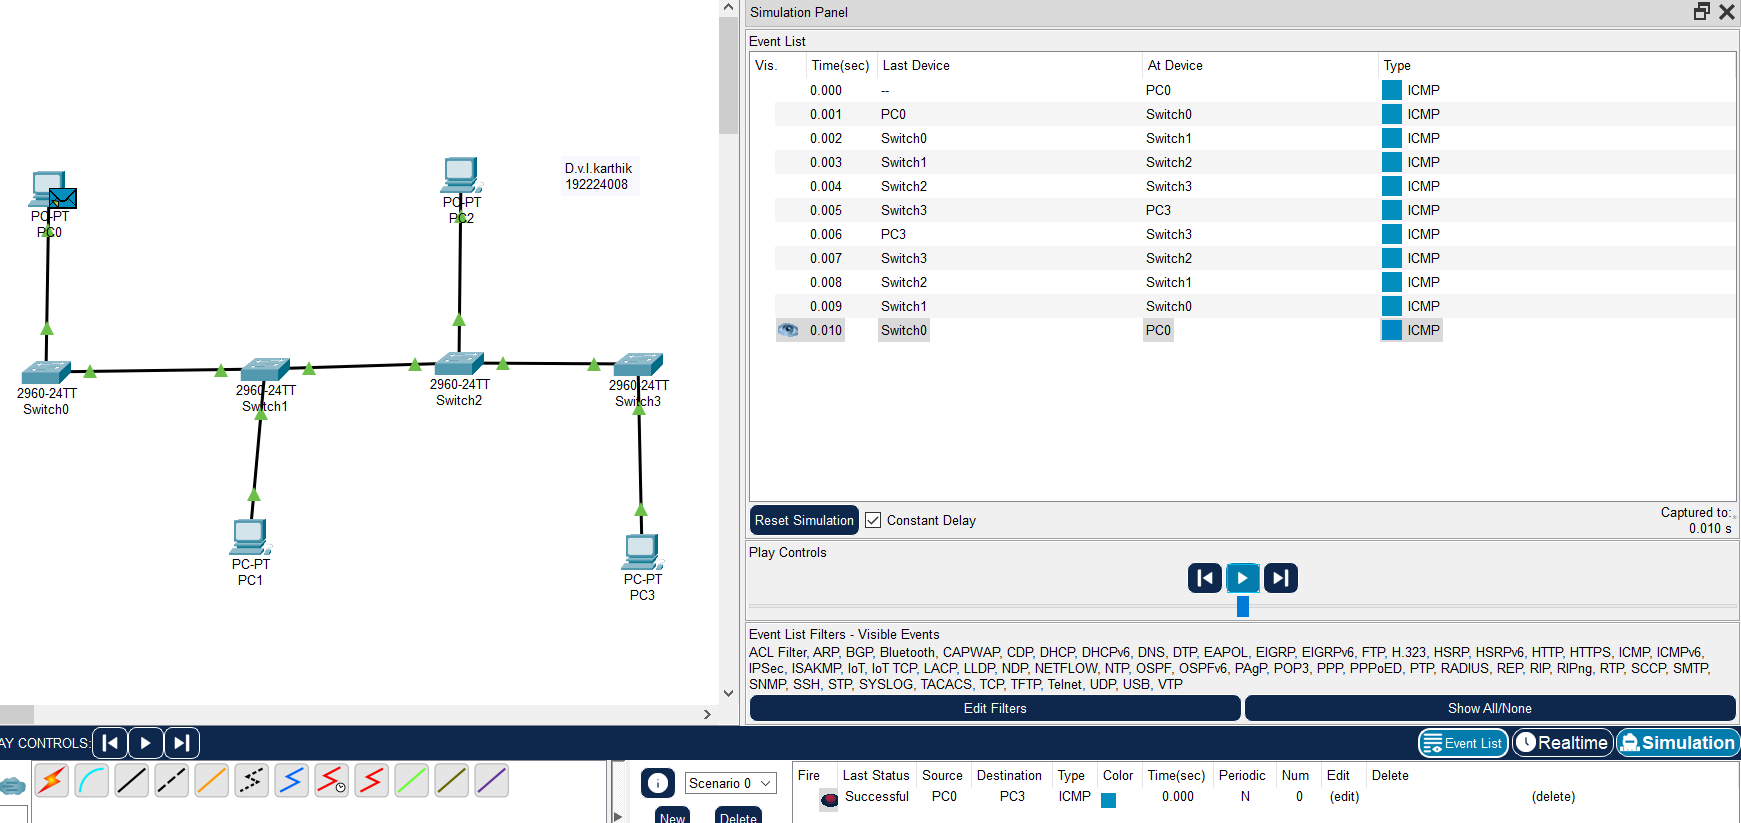 Simulation Panel
Event List
Vis. Time(sec) Last Device At Device Type
0.000 -- PC0 ICMP
0.001 PC0 Switch0 ICMP
0.002 Switch0 Switch1 ICMP
0.003 Switch1 Switch2 ICMP
0.004 Switch2 Switch3 ICMP
0.005 Switch3 PC3 ICMP
0.006 PC3 Switch3 ICMP
0.007 Switch3 Switch2 ICMP
0.008 Switch2 Switch1 ICMP
0.009 Switch1 Switch0 ICMP
0.010 Switch0 PC0 ICMP
D.v.l.karthik
192224008
PC-PT
PC0
PC-PT
PC2
2960-24TT
Switch0
2960-24TT
Switch1
2960-24TT
Switch2
2960-24TT
Switch3
PC-PT
PC1
PC-PT
PC3
Reset Simulation Constant Delay
Captured to:
0.010 s
Play Controls
Event List Filters - Visible Events
ACL Filter, ARP, BGP, Bluetooth, CAPWAP, CDP, DHCP, DHCPv6, DNS, DTP, EAPOL, EIGRP, EIGRPv6, FTP, H.323, HSRP, HSRPv6, HTTP, HTTPS, ICMP, ICMPv6,
IPSec, ISAKMP, IoT, IoT TCP, LACP, LLDP, NDP, NETFLOW, NTP, OSPF, OSPFv6, PAgP, POP3, PPP, PPPoED, PTP, RADIUS, REP, RIP, RIPng, RTP, SCCP, SMTP,
SNMP, SSH, STP, SYSLOG, TACACS, TCP, TFTP, Telnet, UDP, USB, VTP
Edit Filters Show All/None
AY CONTROLS: Event List Realtime Simulation
Scenario 0
New Delete
Fire Last Status Source Destination Type Color Time(sec) Periodic Num Edit Delete
Successful PC0 PC3 ICMP 0.000 N 0 (edit) (delete)